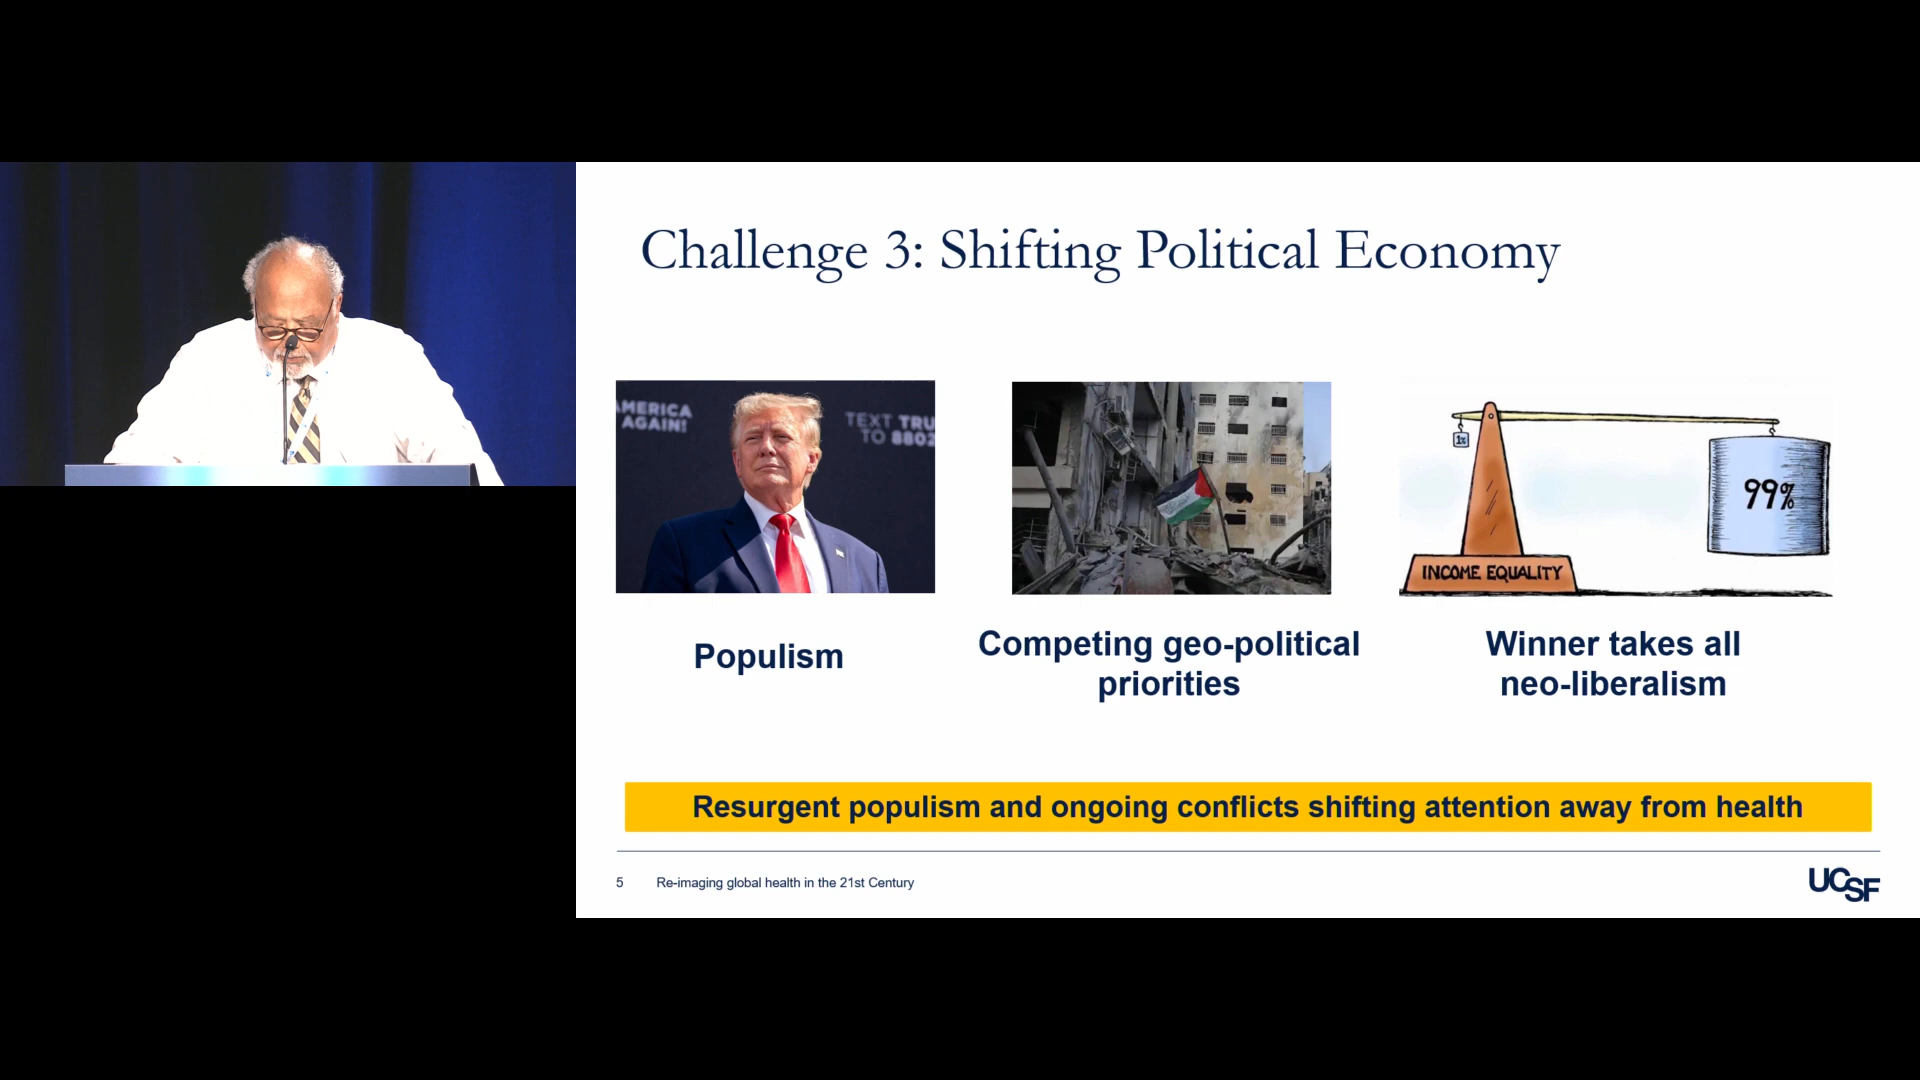 Challenge 3: Shifting Political Economy
AMERICA
AGAIN!
TEXT TRU
TO 8802
1%
99%
INCOME EQUALITY
Populism
Competing geo-political
priorities
Winner takes all
neo-liberalism
Resurgent populism and ongoing conflicts shifting attention away from health
5 Re-imaging global health in the 21st Century
UCSF